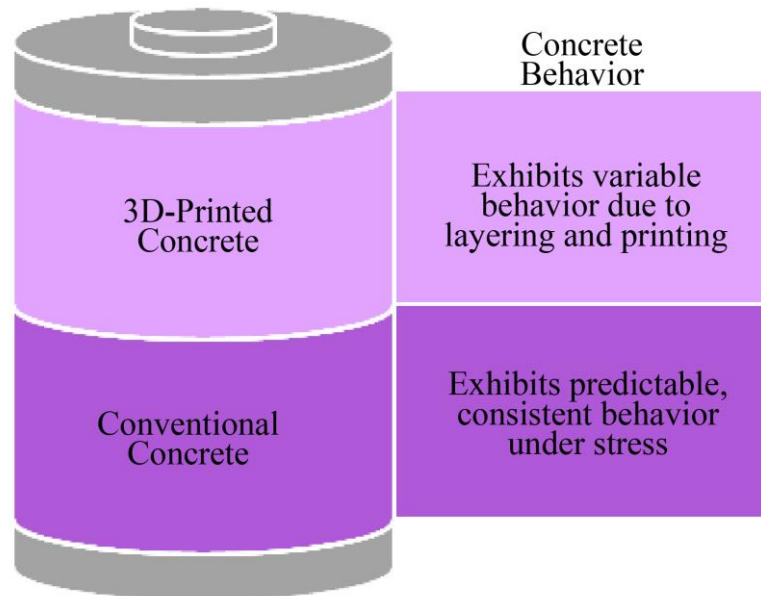 Concrete
Behavior
3D-Printed
Concrete
Exhibits variable
behavior due to
layering and printing
Conventional
Concrete
Exhibits predictable,
consistent behavior
under stress